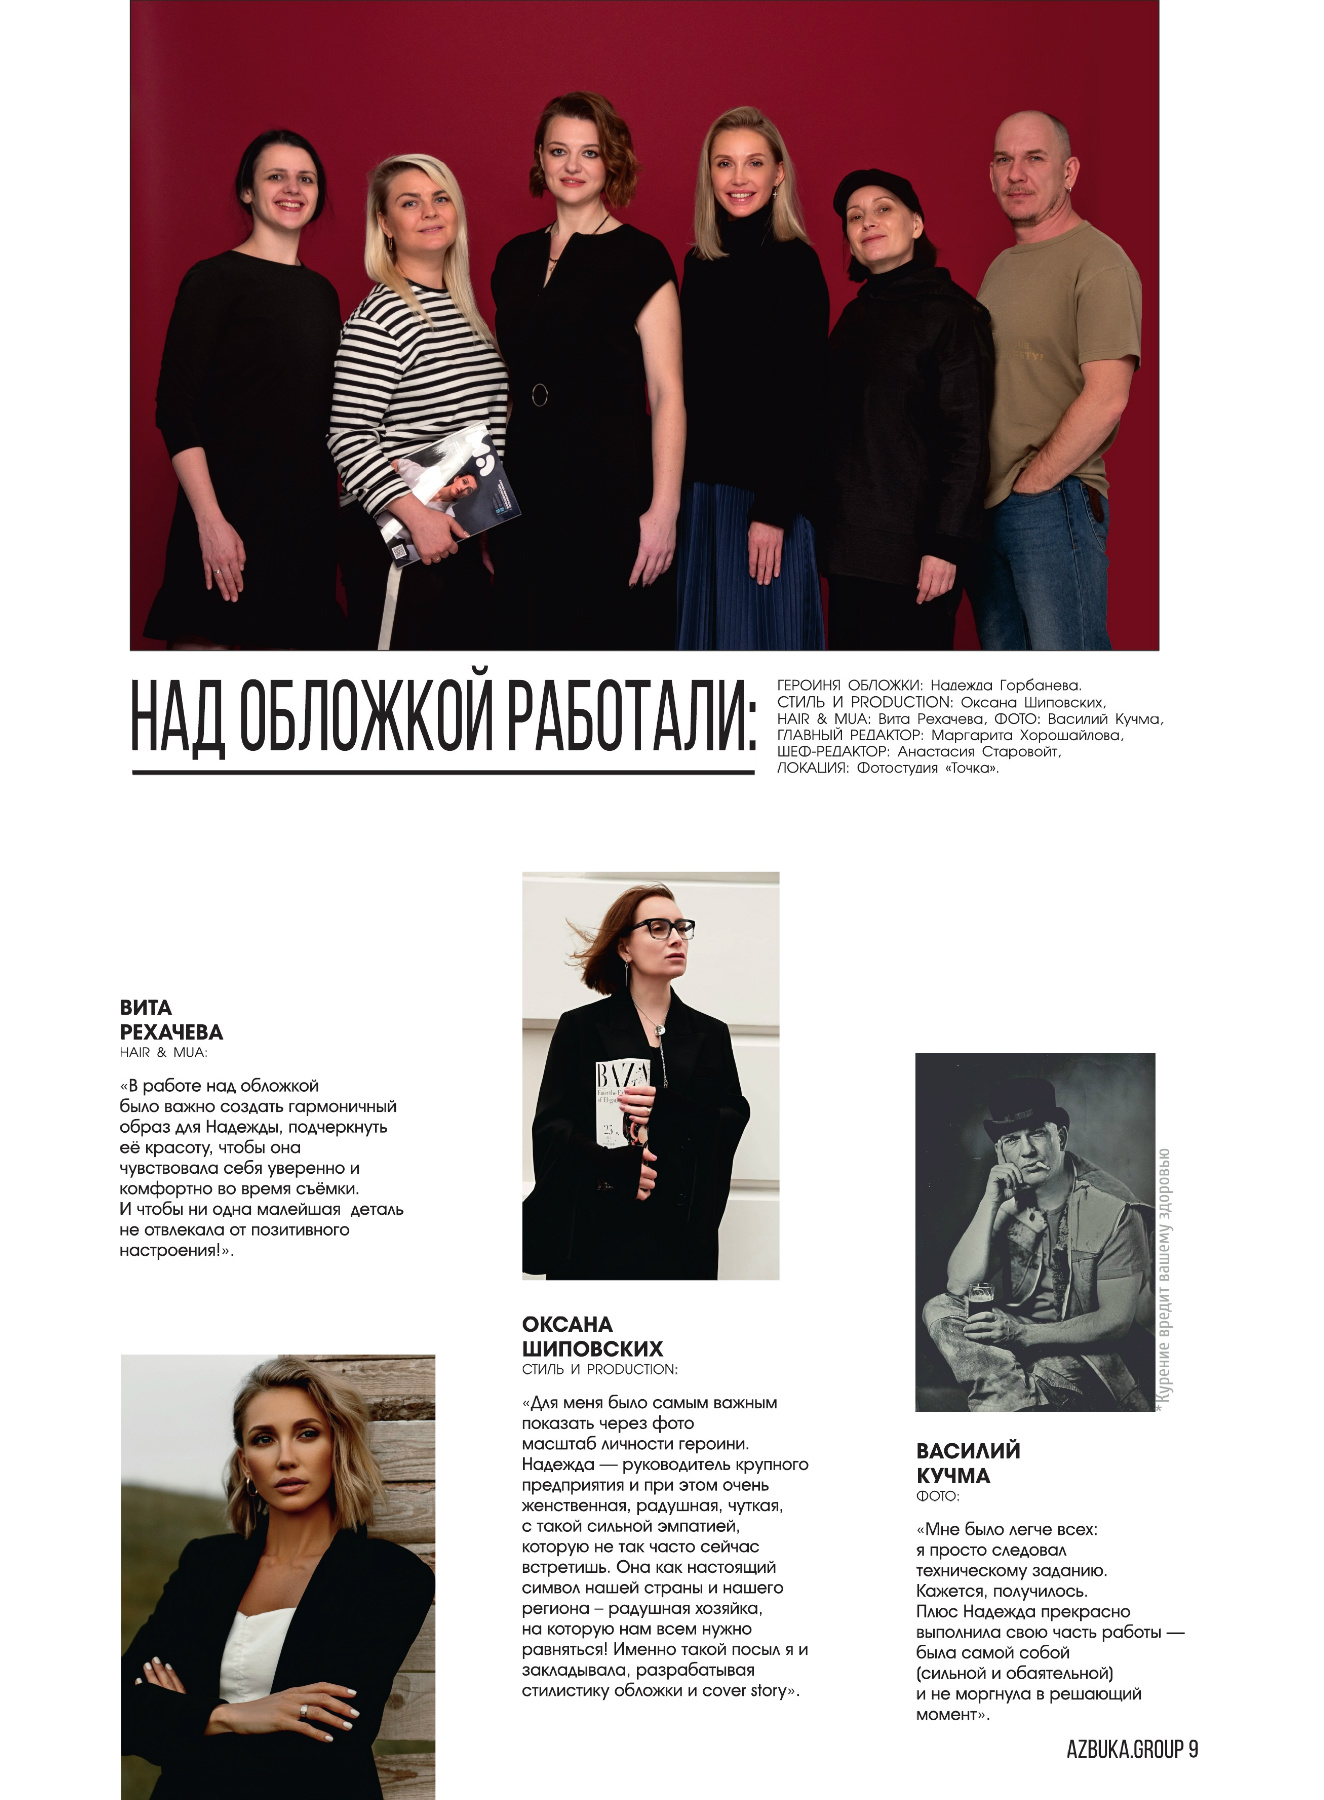 НАД ОБЛОЖКОЙ РАБОТАЛИ:
ГЕРОИНЯ ОБЛОЖКИ: Надежда Горбанева.
СТИЛЬ И PRODUCTION: Оксана Шиповских,
HAIR & MUA: Вита Рехачева, ФОТО: Василий Кучма,
ГЛАВНЫЙ РЕДАКТОР: Маргарита Хорошайлова,
ШЕФ-РЕДАКТОР: Анастасия Старовойт,
ЛОКАЦИЯ: Фотостудия «Точка».
ВИТА
РЕХАЧЕВА
HAIR & MUA:
«В работе над обложкой
было важно создать гармоничный
образ для Надежды, подчеркнуть
её красоту, чтобы она
чувствовала себя уверенно и
комфортно во время съёмки.
И чтобы ни одна малейшая деталь
не отвлекала от позитивного
настроения!».
BAZA
25
ОКСАНА
ШИПОВСКИХ
СТИЛЬ И PRODUCTION:
«Для меня было самым важным
показать через фото
масштаб личности героини.
Надежда — руководитель крупного
предприятия и при этом очень
женственная, радушная, чуткая,
с такой сильной эмпатией,
которую не так часто сейчас
встретишь. Она как настоящий
символ нашей страны и нашего
региона – радушная хозяйка,
на которую нам всем нужно
равняться! Именно такой посыл я и
закладывала, разрабатывая
стилистику обложки и cover story».
*Курение вредит вашему здоровью
ВАСИЛИЙ
КУЧМА
ФОТО:
«Мне было легче всех:
я просто следовал
техническому заданию.
Кажется, получилось.
Плюс Надежда прекрасно
выполнила свою часть работы —
была самой собой
(сильной и обаятельной)
и не моргнула в решающий
момент».
AZBUKA.GROUP 9